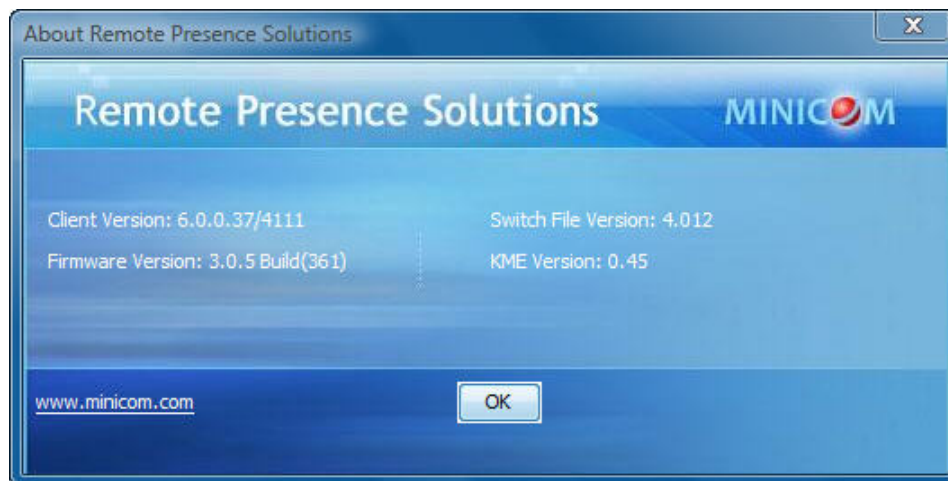 About Remote Presence Solutions
Remote Presence Solutions
MINICOM
Client Version: 6.0.0.37/4111
Switch File Version: 4.012
Firmware Version: 3.0.5 Build(361)
KME Version: 0.45
www.minicom.com
OK